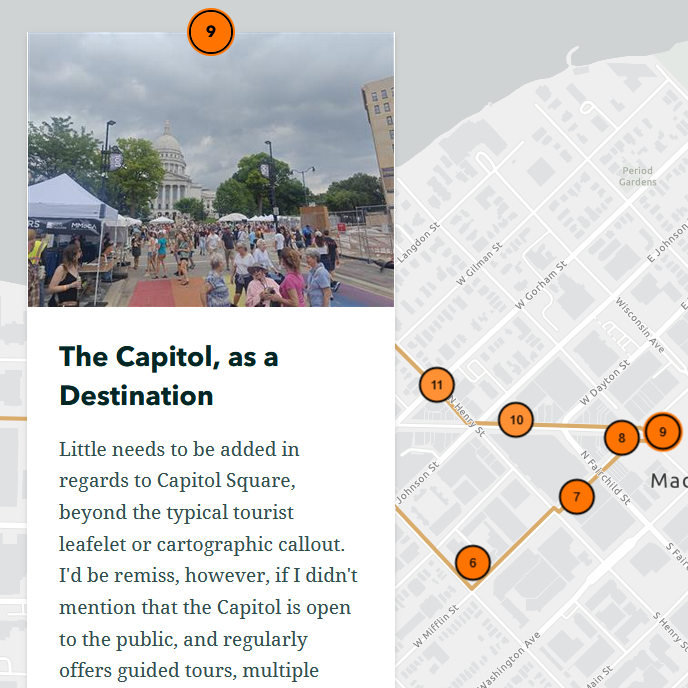 9
RS
MMoCA
The Capitol, as a
Destination
Little needs to be added in
regards to Capitol Square,
beyond the typical tourist
leafelet or cartographic callout.
I'd be remiss, however, if I didn't
mention that the Capitol is open
to the public, and regularly
offers guided tours, multiple
Period
Gardens
Langdon St
W Gilman St
W Gorham St
E Johnson
Wisconsin Ave
W Dayton St
11
N Henry St
10
8
9
Johnson St
N Fairchild St
7
Mad
6
S Faire
W Mifflin St
S Henry S
Washington Ave
Main St